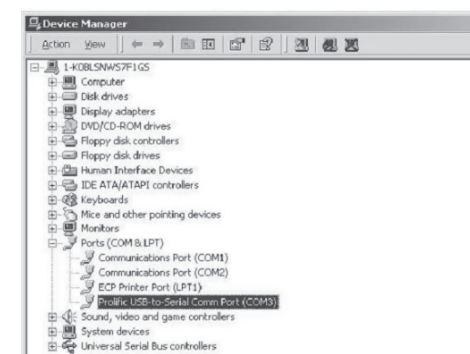 Device Manager
Action View
1-K0BLSNWS7F1GS
Computer
Disk drives
Display adapters
DVD/CD-ROM drives
Floppy disk controllers
Floppy disk drives
Human Interface Devices
IDE ATA/ATAPI controllers
Keyboards
Mice and other pointing devices
Monitors
Ports (COM & LPT)
Communications Port (COM1)
Communications Port (COM2)
ECP Printer Port (LPT1)
Prolific USB-to-Serial Comm Port (COM3)
Sound, video and game controllers
System devices
Universal Serial Bus controllers